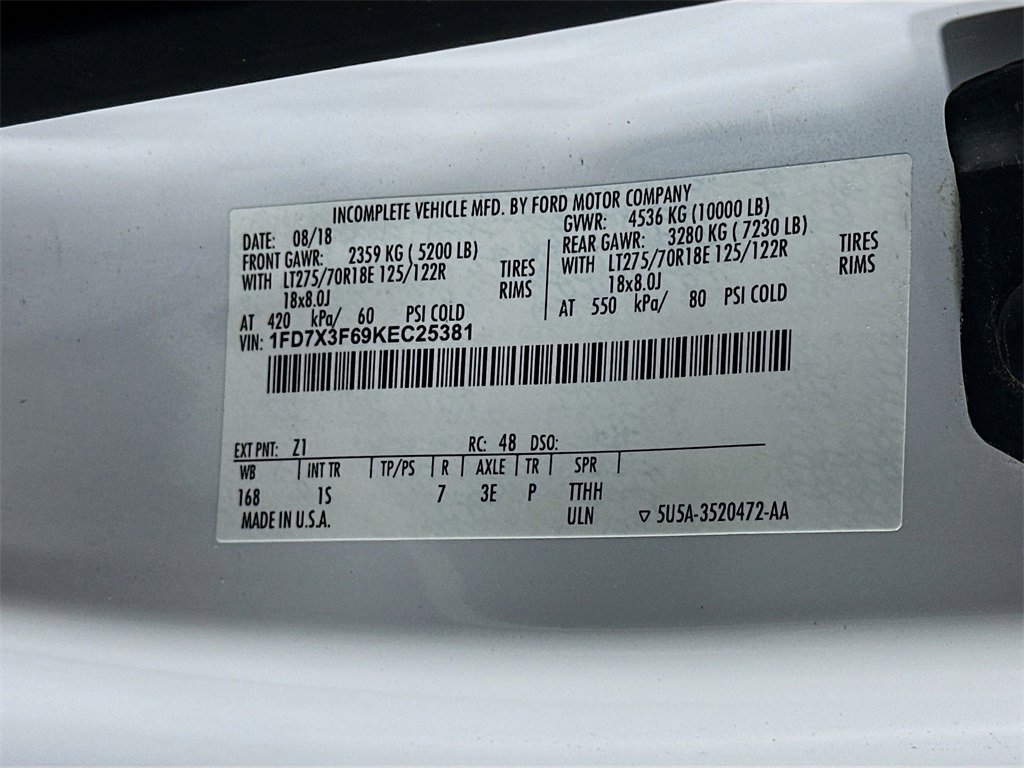 INCOMPLETE VEHICLE MFD. BY FORD MOTOR COMPANY
DATE: 08/18
FRONT GAWR: 2359 KG ( 5200 LB)
WITH LT275/70R18E 125/122R TIRES
18x8.0J RIMS
AT 420 kPa/ 60 PSI COLD
GVWR: 4536 KG (10000 LB)
REAR GAWR: 3280 KG ( 7230 LB)
WITH LT275/70R18E 125/122R TIRES
18x8.0J RIMS
AT 550 kPa/ 80 PSI COLD
VIN: 1FD7X3F69KEC25381
EXT PNT: Z1 RC: 48 DSO:
WB INT TR TP/PS R AXLE TR SPR
168 1S 7 3E P TTHH
MADE IN U.S.A. ULN ▽ 5U5A-3520472-AA